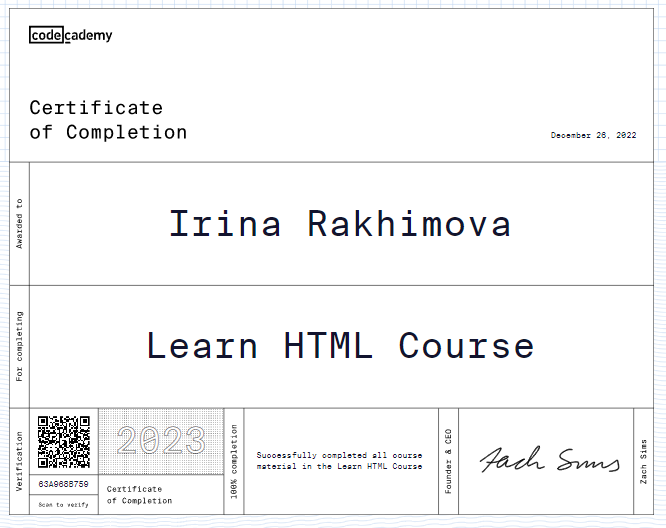 codecademy
Certificate
of Completion
December 26, 2022
Awarded to
Irina Rakhimova
For completing
Learn HTML Course
Verification
63A968B759
Scan to verify
2023
Certificate
of Completion
100% completion
Successfully completed all course
material in the Learn HTML Course
Founder & CEO
Zach Sims
Zach Sims